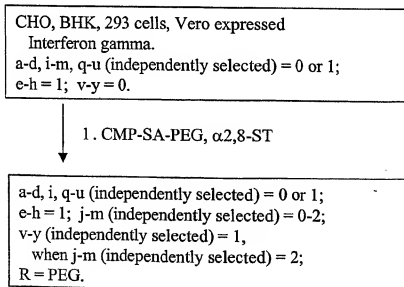 CHO, BHK, 293 cells, Vero expressed
Interferon gamma.
a-d, i-m, q-u (independently selected) = 0 or 1;
e-h = 1; v-y = 0.
1. CMP-SA-PEG, α2,8-ST
a-d, i, q-u (independently selected) = 0 or 1;
e-h = 1; j-m (independently selected) = 0-2;
v-y (independently selected) = 1,
when j-m (independently selected) = 2;
R = PEG.